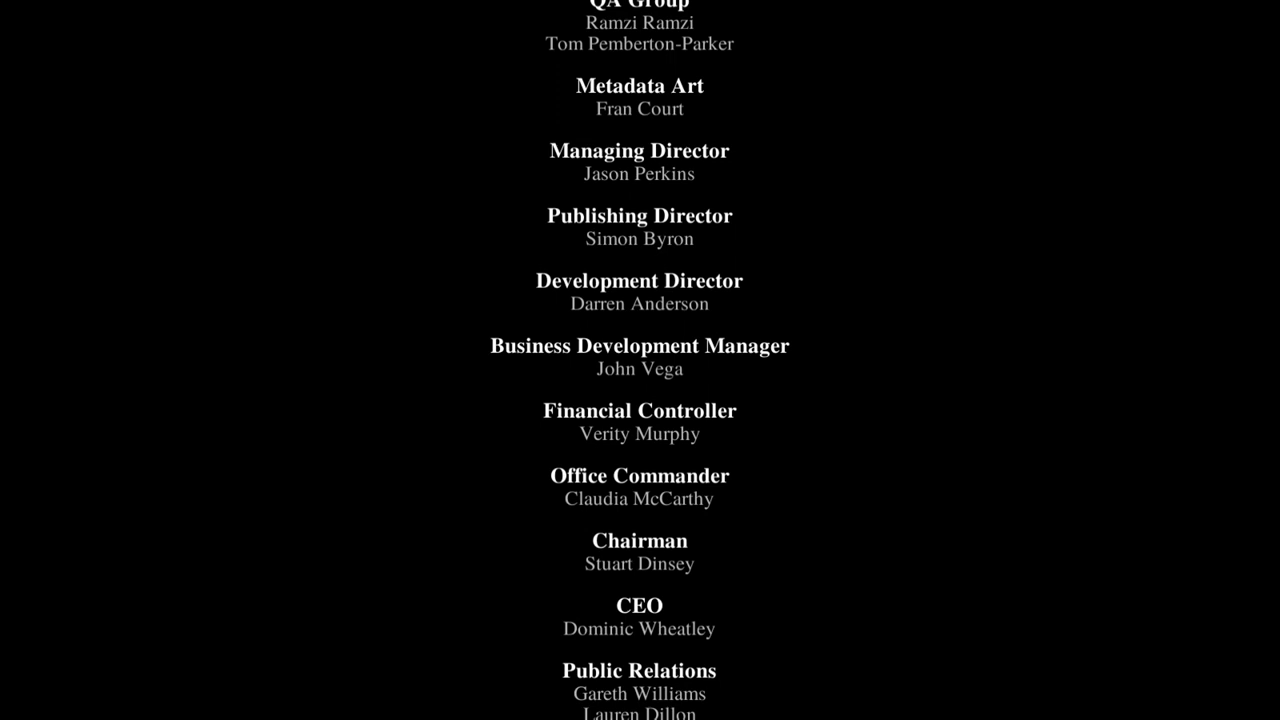 QA Group
Ramzi Ramzi
Tom Pemberton-Parker
Metadata Art
Fran Court
Managing Director
Jason Perkins
Publishing Director
Simon Byron
Development Director
Darren Anderson
Business Development Manager
John Vega
Financial Controller
Verity Murphy
Office Commander
Claudia McCarthy
Chairman
Stuart Dinsey
CEO
Dominic Wheatley
Public Relations
Gareth Williams
Lauren Dillon